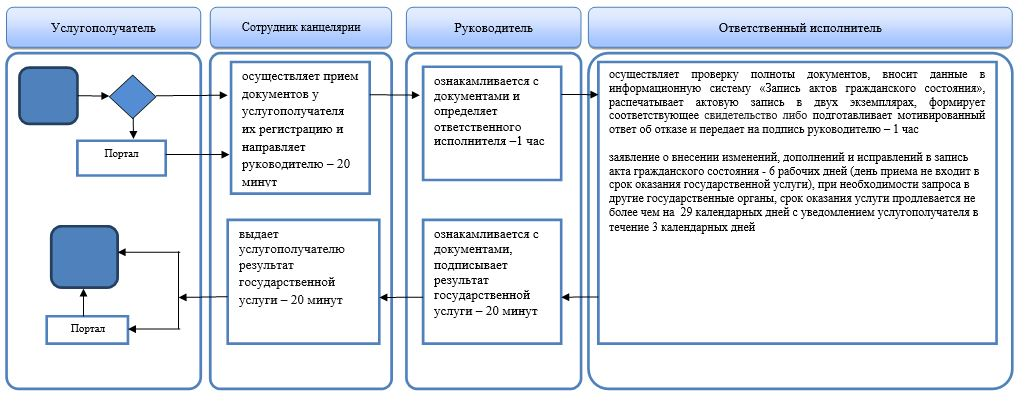 Услугополучатель
Сотрудник канцелярии
Руководитель
Ответственный исполнитель
Портал
осуществляет прием
документов у
услугополучателя
их регистрацию и
направляет
руководителю – 20
минут
ознакамливается с
документами и
определяет
ответственного
исполнителя –1 час
осуществляет проверку полноты документов, вносит данные в
информационную систему «Запись актов гражданского состояния»,
распечатывает актовую запись в двух экземплярах, формирует
соответствующее свидетельство либо подготавливает мотивированный
ответ об отказе и передает на подпись руководителю – 1 час
заявление о внесении изменений, дополнений и исправлений в запись
акта гражданского состояния - 6 рабочих дней (день приема не входит в
срок оказания государственной услуги), при необходимости запроса в
другие государственные органы, срок оказания услуги продлевается не
более чем на 29 календарных дней с уведомлением услугополучателя в
течение 3 календарных дней
Портал
выдает
услугополучателю
результат
государственной
услуги – 20 минут
ознакамливается с
документами,
подписывает
результат
государственной
услуги – 20 минут